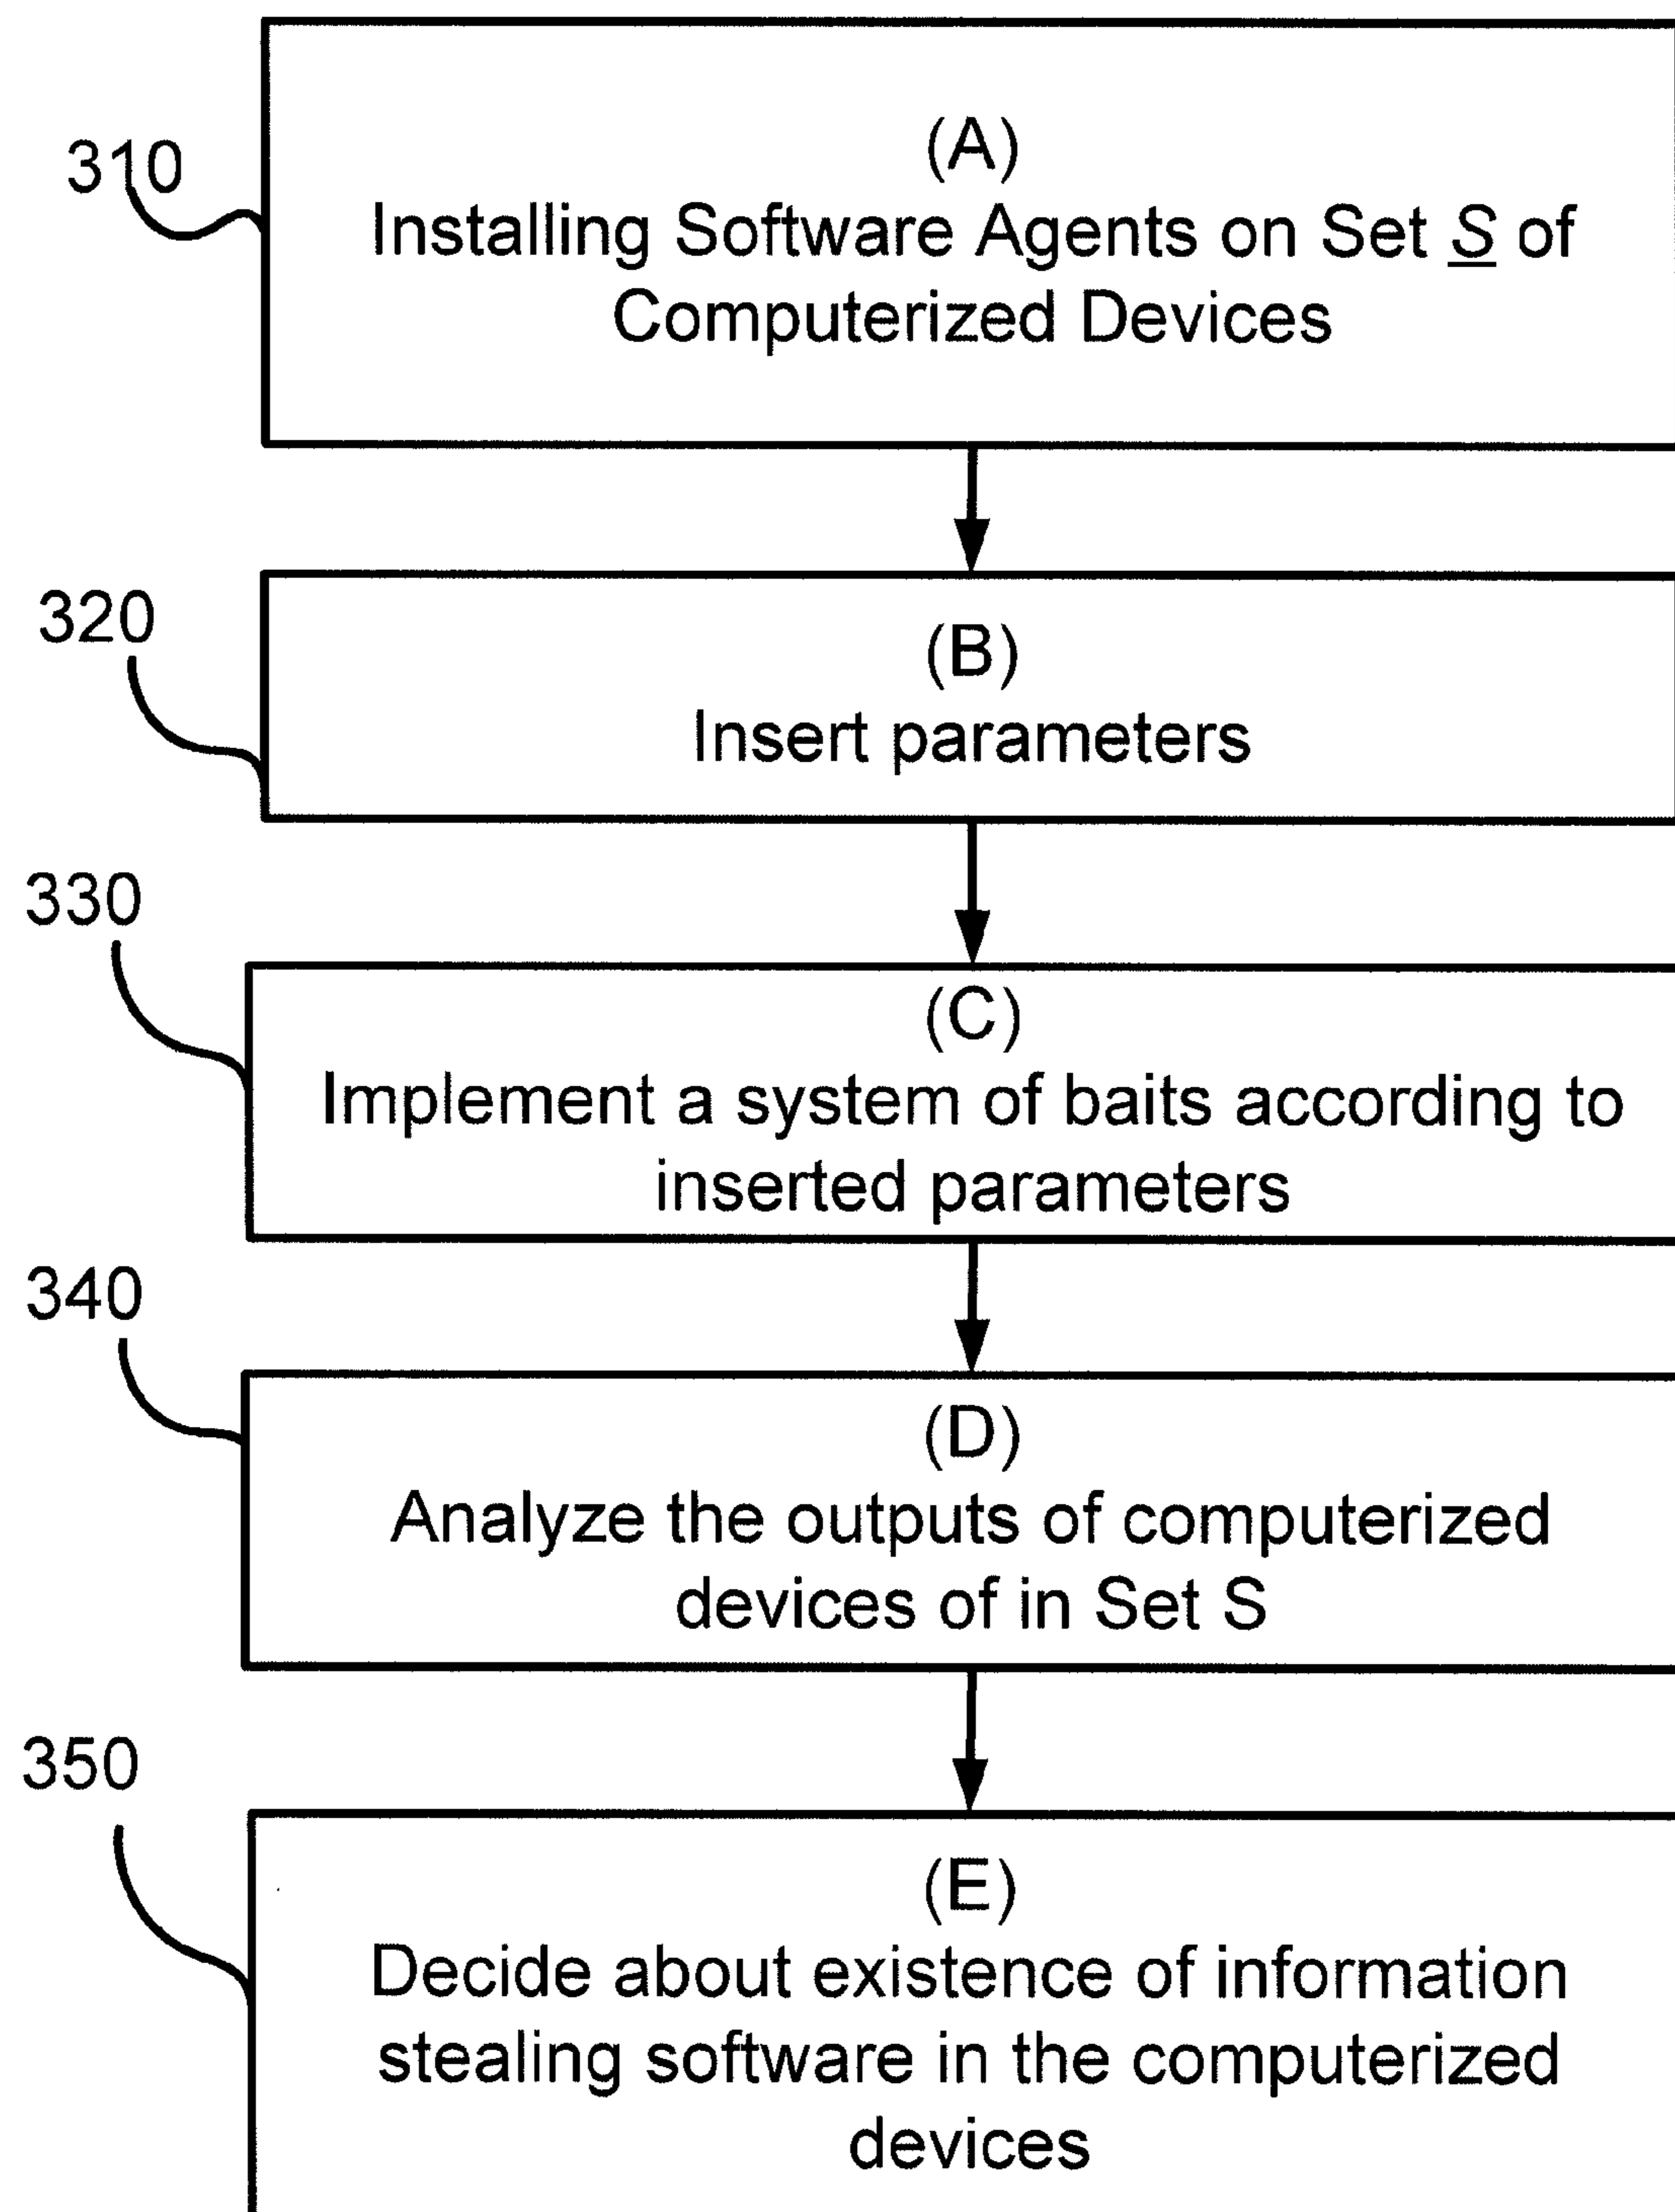 310
(A)
Installing Software Agents on Set S of
Computerized Devices
320
(B)
Insert parameters
330
(C)
Implement a system of baits according to
inserted parameters
340
(D)
Analyze the outputs of computerized
devices of in Set S
350
(E)
Decide about existence of information
stealing software in the computerized
devices